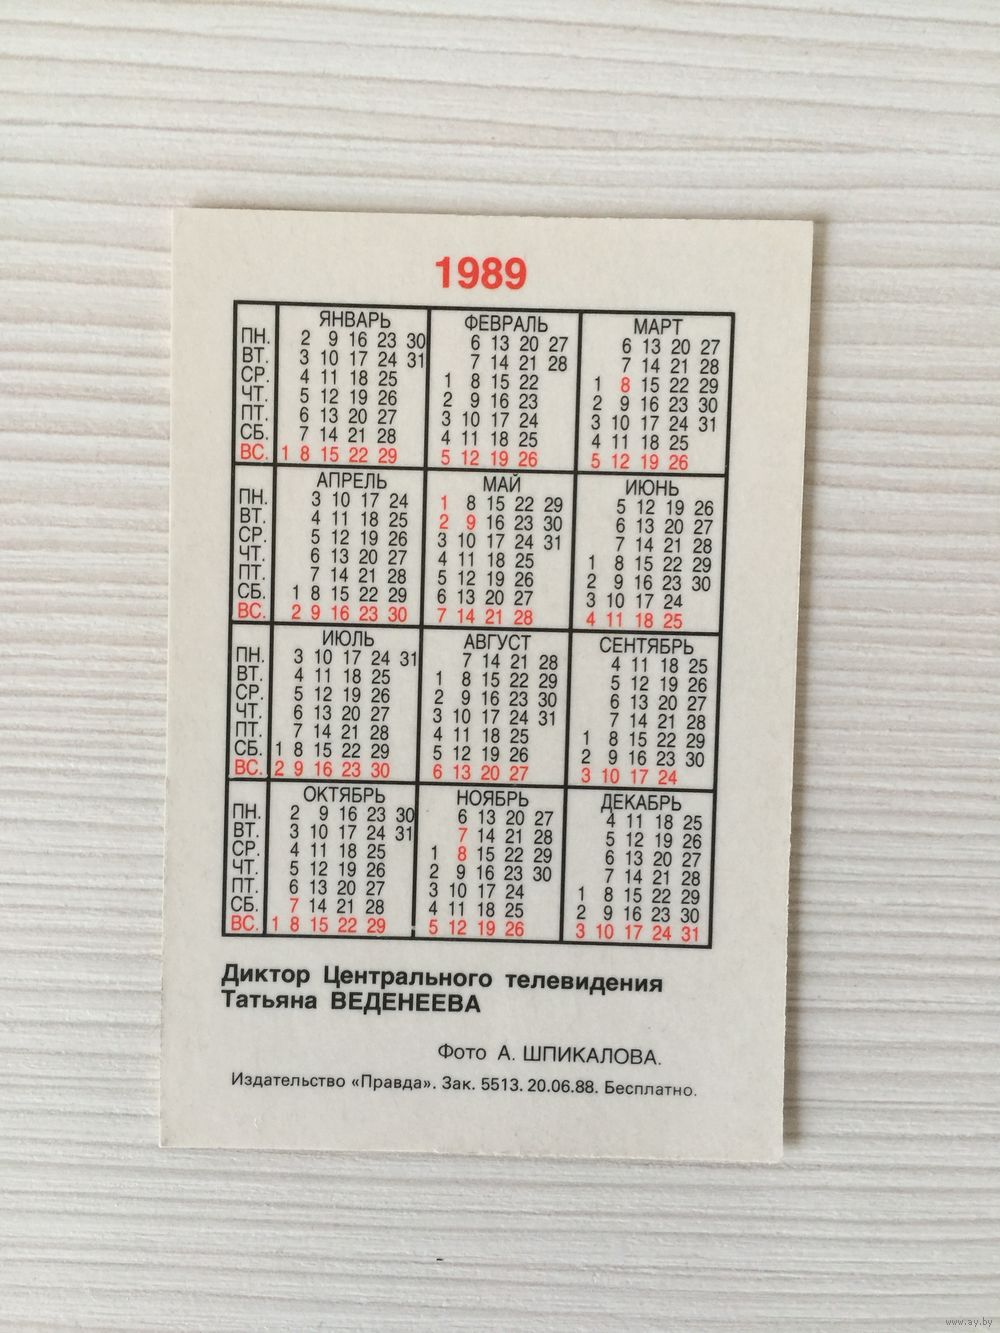 1989
ЯНВАРЬ ФЕВРАЛЬ МАРТ
ПН. 2 9 16 23 30 6 13 20 27 6 13 20 27
ВТ. 3 10 17 24 31 7 14 21 28 7 14 21 28
СР. 4 11 18 25 1 8 15 22 1 8 15 22 29
ЧТ. 5 12 19 26 2 9 16 23 2 9 16 23 30
ПТ. 6 13 20 27 3 10 17 24 3 10 17 24 31
СБ. 7 14 21 28 4 11 18 25 4 11 18 25
ВС. 1 8 15 22 29 5 12 19 26 5 12 19 26
АПРЕЛЬ МАЙ ИЮНЬ
ПН. 3 10 17 24 1 8 15 22 29 5 12 19 26
ВТ. 4 11 18 25 2 9 16 23 30 6 13 20 27
СР. 5 12 19 26 3 10 17 24 31 7 14 21 28
ЧТ. 6 13 20 27 4 11 18 25 1 8 15 22 29
ПТ. 7 14 21 28 5 12 19 26 2 9 16 23 30
СБ. 1 8 15 22 29 6 13 20 27 3 10 17 24
ВС. 2 9 16 23 30 7 14 21 28 4 11 18 25
ИЮЛЬ АВГУСТ СЕНТЯБРЬ
ПН. 3 10 17 24 31 7 14 21 28 4 11 18 25
ВТ. 4 11 18 25 1 8 15 22 29 5 12 19 26
СР. 5 12 19 26 2 9 16 23 30 6 13 20 27
ЧТ. 6 13 20 27 3 10 17 24 31 7 14 21 28
ПТ. 7 14 21 28 4 11 18 25 1 8 15 22 29
СБ. 1 8 15 22 29 5 12 19 26 2 9 16 23 30
ВС. 2 9 16 23 30 6 13 20 27 3 10 17 24
ОКТЯБРЬ НОЯБРЬ ДЕКАБРЬ
ПН. 2 9 16 23 30 6 13 20 27 4 11 18 25
ВТ. 3 10 17 24 31 7 14 21 28 5 12 19 26
СР. 4 11 18 25 1 8 15 22 29 6 13 20 27
ЧТ. 5 12 19 26 2 9 16 23 30 7 14 21 28
ПТ. 6 13 20 27 3 10 17 24 1 8 15 22 29
СБ. 7 14 21 28 4 11 18 25 2 9 16 23 30
ВС. 1 8 15 22 29 5 12 19 26 3 10 17 24 31
Диктор Центрального телевидения
Татьяна ВЕДЕНЕЕВА
Фото А. ШПИКАЛОВА.
Издательство «Правда». Зак. 5513. 20.06.88. Бесплатно.
www.ay.by